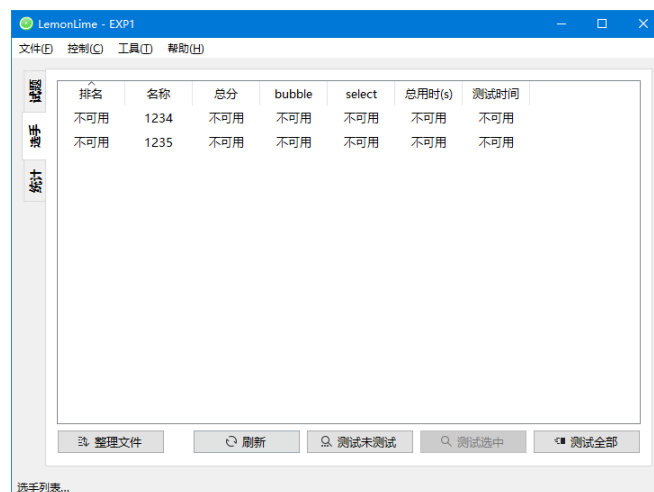 LemonLime - EXP1
文件(F) 控制(C) 工具(T) 帮助(H)
试题
选手
统计
排名 名称 总分 bubble select 总用时(s) 测试时间
不可用 1234 不可用 不可用 不可用 不可用 不可用
不可用 1235 不可用 不可用 不可用 不可用 不可用
整理文件 刷新 测试未测试 测试选中 测试全部
选手列表...